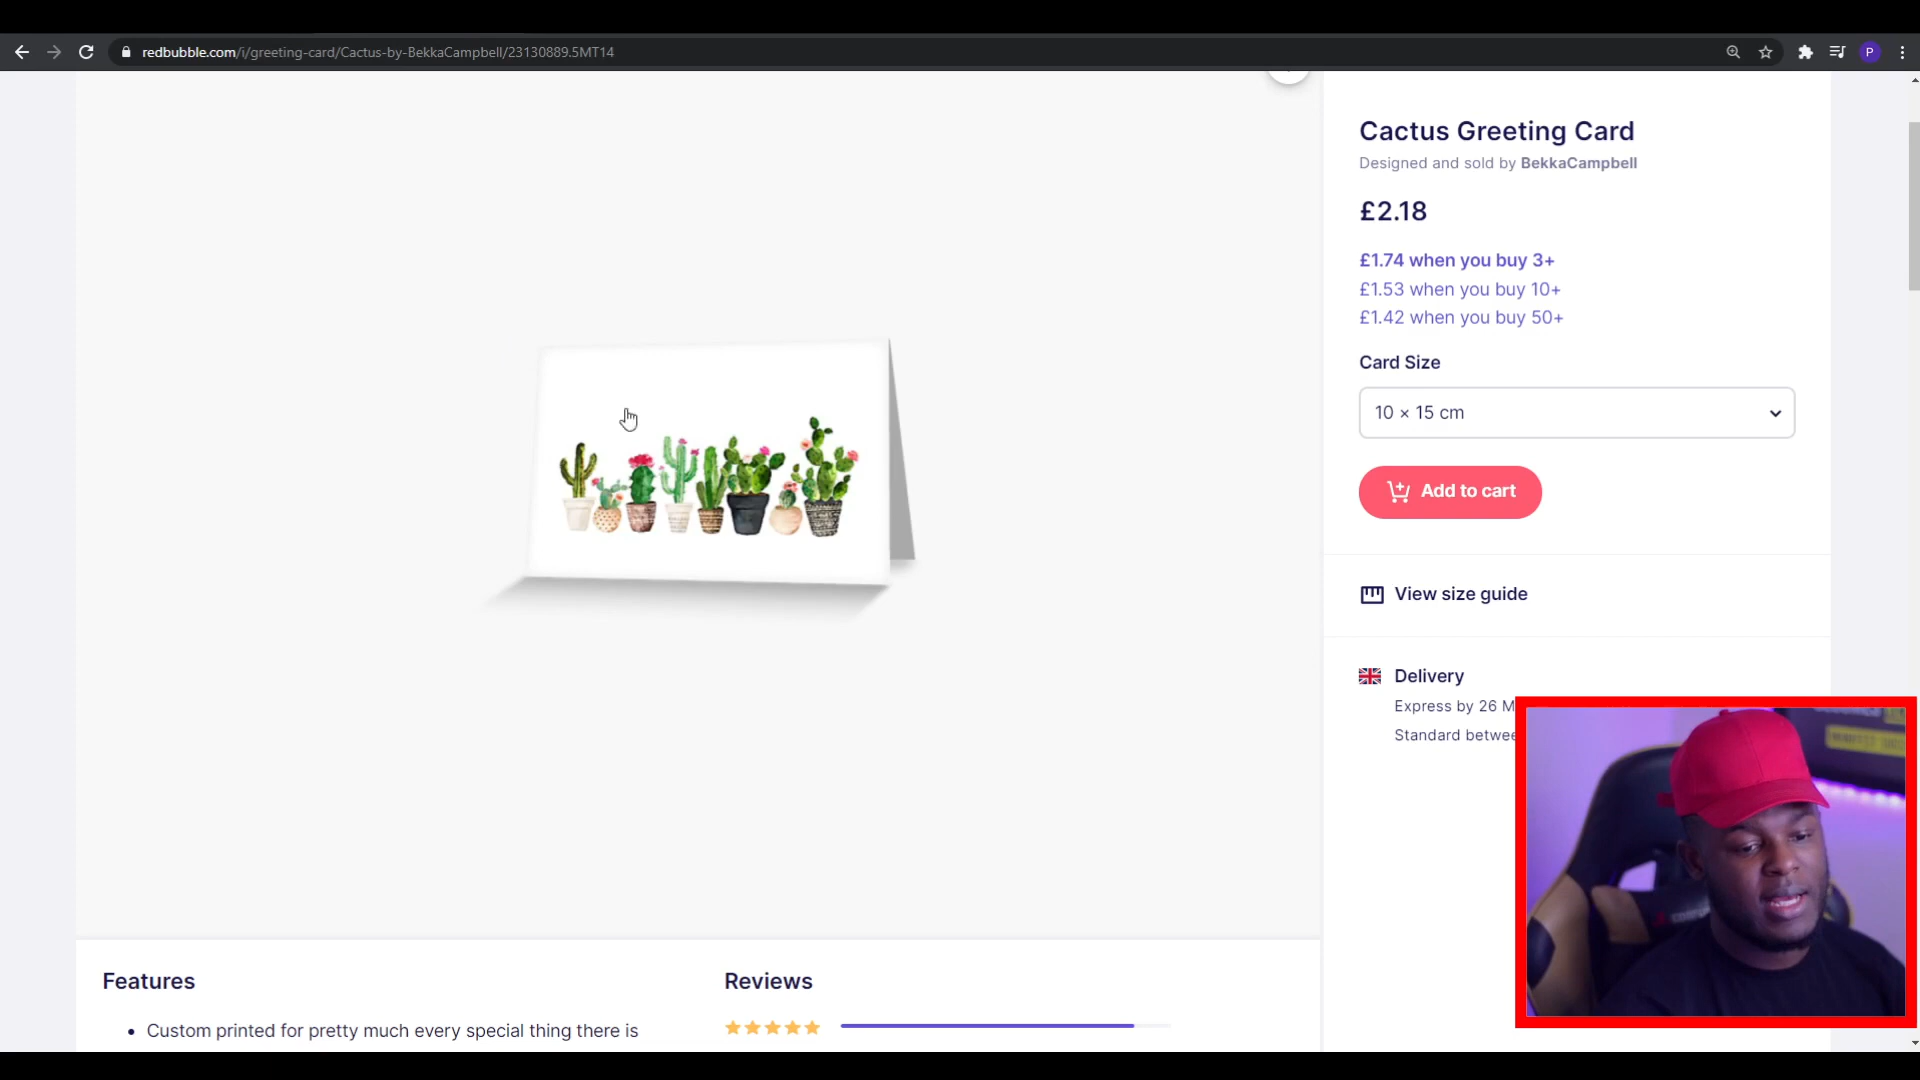 redbubble.com/i/greeting-card/Cactus-by-BekkaCampbell/23130889.5MT14
P
Cactus Greeting Card
Designed and sold by BekkaCampbell
£2.18
£1.74 when you buy 3+
£1.53 when you buy 10+
£1.42 when you buy 50+
Card Size
10 × 15 cm
Add to cart
View size guide
Delivery
Express by 26 M
Standard betwee
Features
Reviews
• Custom printed for pretty much every special thing there is